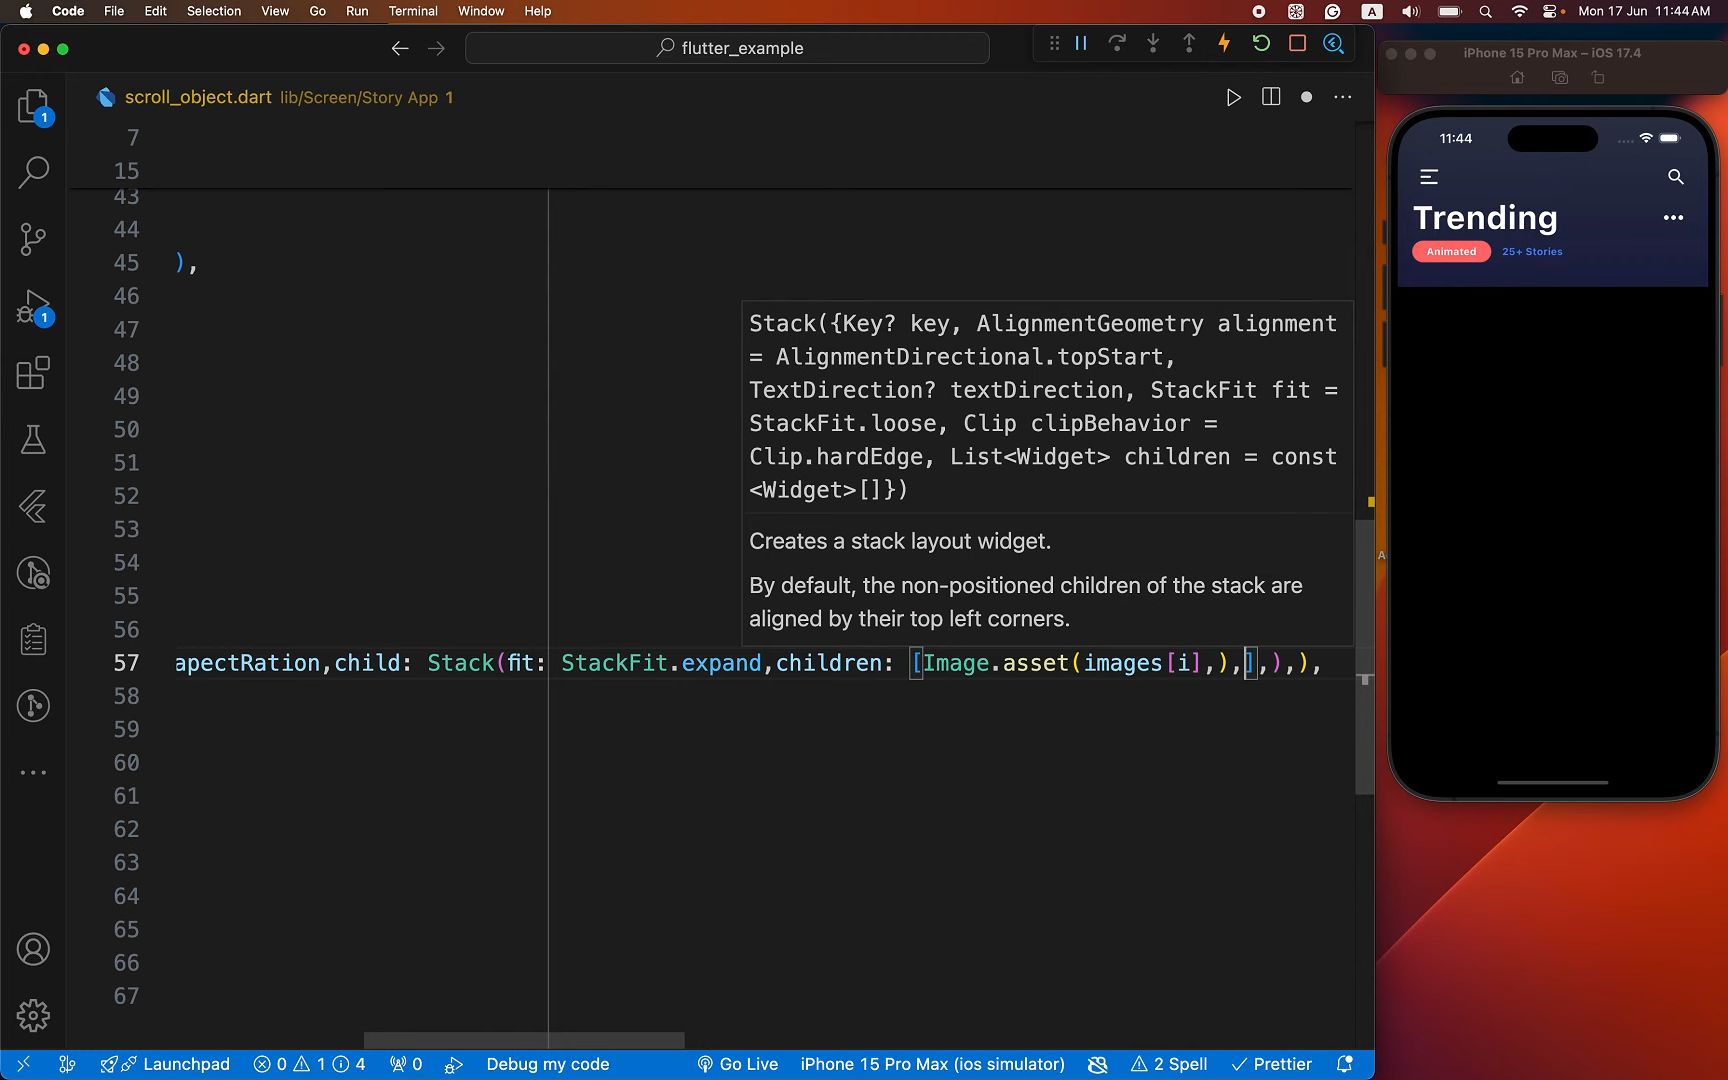 Code File Edit Selection View Go Run Terminal Window Help
A Mon 17 Jun 11:44AM
flutter_example
iPhone 15 Pro Max – iOS 17.4
scroll_object.dart lib/Screen/Story App 1
1
1
7
15
43
44
45 ),
46
47
48
49
50
51
52
53
54
55
56
57 apectRation,child: Stack(fit: StackFit.expand,children: [Image.asset(images[i],),],),),
58
59
60
61
62
63
64
65
66
67
Stack({Key? key, AlignmentGeometry alignment
= AlignmentDirectional.topStart,
TextDirection? textDirection, StackFit fit =
StackFit.loose, Clip clipBehavior =
Clip.hardEdge, List<Widget> children = const
<Widget>[]})
Creates a stack layout widget.
By default, the non-positioned children of the stack are
aligned by their top left corners.
11:44
Trending
Animated 25+ Stories
A
Launchpad 0 1 4 0 Debug my code Go Live iPhone 15 Pro Max (ios simulator) 2 Spell Prettier